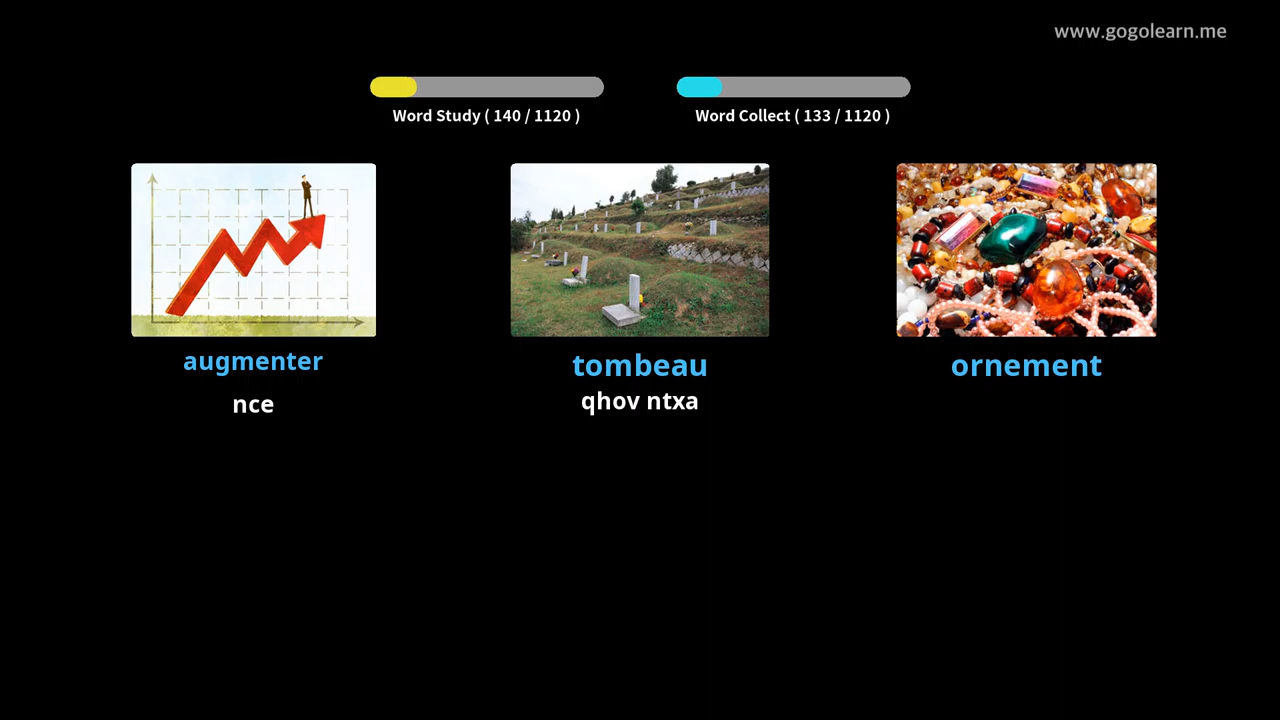 www.gogolearn.me
Word Study ( 140 / 1120 )
Word Collect ( 133 / 1120 )
augmenter
nce
tombeau
qhov ntxa
ornement